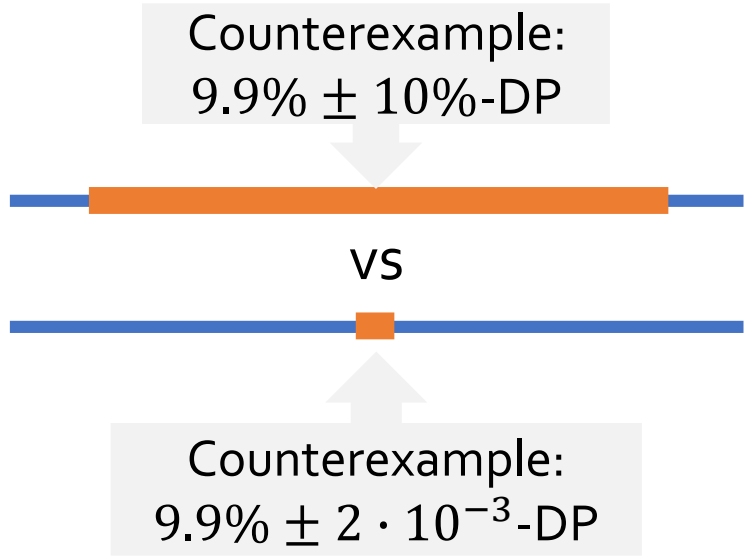 Counterexample:
9.9% ± 10%-DP
vs
Counterexample:
9.9% ± 2 · 10⁻³-DP